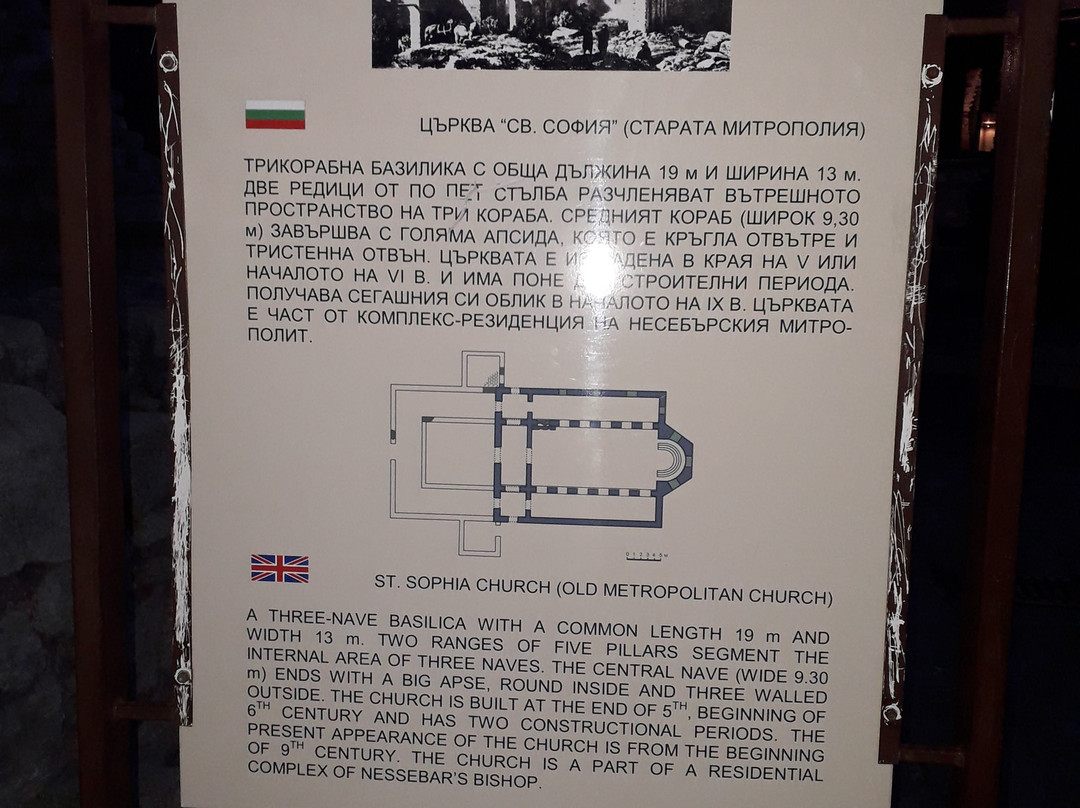 ЦЪРКВА “СВ. СОФИЯ” (СТАРАТА МИТРОПОЛИЯ)
ТРИКОРАБНА БАЗИЛИКА С ОБЩА ДЪЛЖИНА 19 м И ШИРИНА 13 м.
ДВЕ РЕДИЦИ ОТ ПО ПЕТ СТЪЛБА РАЗЧЛЕНЯВАТ ВЪТРЕШНОТО
ПРОСТРАНСТВО НА ТРИ КОРАБА. СРЕДНИЯТ КОРАБ (ШИРОК 9,30
м) ЗАВЪРШВА С ГОЛЯМА АПСИДА, КОЯТО Е КРЪГЛА ОТВЪТРЕ И
ТРИСТЕННА ОТВЪН. ЦЪРКВАТА Е В КРАЯ НА V ИЛИ
НАЧАЛОТО НА VI В. И ИМА ПОНЕ СТРОИТЕЛНИ ПЕРИОДА.
ПОЛУЧАВА СЕГАШНИЯ СИ ОБЛИК В НАЧАЛОТО НА IX В. ЦЪРКВАТА
Е ЧАСТ ОТ КОМПЛЕКС-РЕЗИДЕНЦИЯ НА НЕСЕБЪРСКИЯ МИТРО-
ПОЛИТ.
0 1 2 3 4 5 м
ST. SOPHIA CHURCH (OLD METROPOLITAN CHURCH)
A THREE-NAVE BASILICA WITH A COMMON LENGTH 19 m AND
WIDTH 13 m. TWO RANGES OF FIVE PILLARS SEGMENT THE
INTERNAL AREA OF THREE NAVES. THE CENTRAL NAVE (WIDE 9.30
m) ENDS WITH A BIG APSE, ROUND INSIDE AND THREE WALLED
OUTSIDE. THE CHURCH IS BUILT AT THE END OF 5TH, BEGINNING OF
6TH CENTURY AND HAS TWO CONSTRUCTIONAL PERIODS. THE
PRESENT APPEARANCE OF THE CHURCH IS FROM THE BEGINNING
OF 9TH CENTURY. THE CHURCH IS A PART OF A RESIDENTIAL
COMPLEX OF NESSEBAR'S BISHOP.